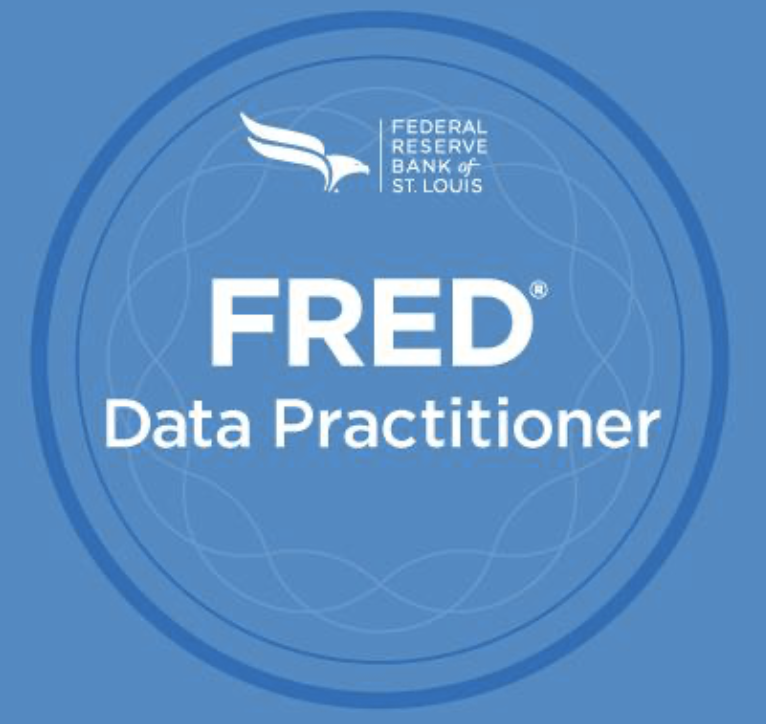 FEDERAL
RESERVE
BANK of
ST. LOUIS
FRED®
Data Practitioner